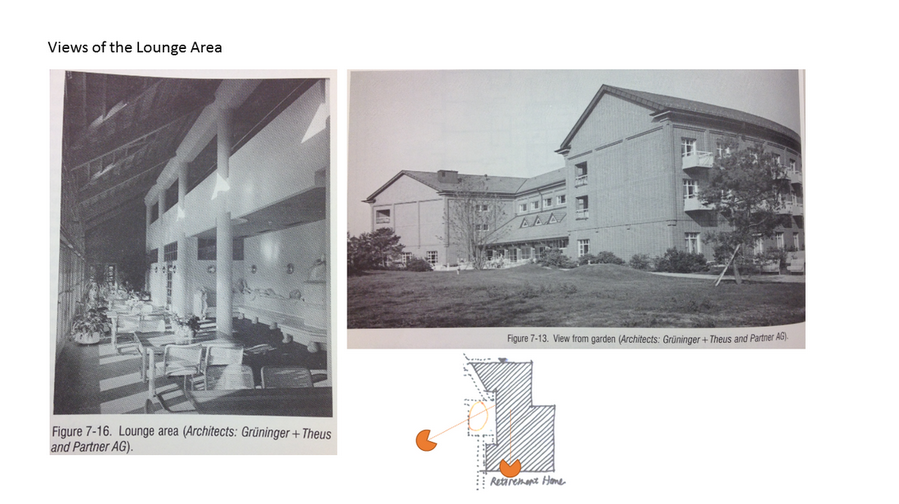 Views of the Lounge Area
Figure 7-16. Lounge area (Architects: Grüninger + Theus
and Partner AG).
Figure 7-13. View from garden (Architects: Grüninger + Theus and Partner AG).
Retirement Home